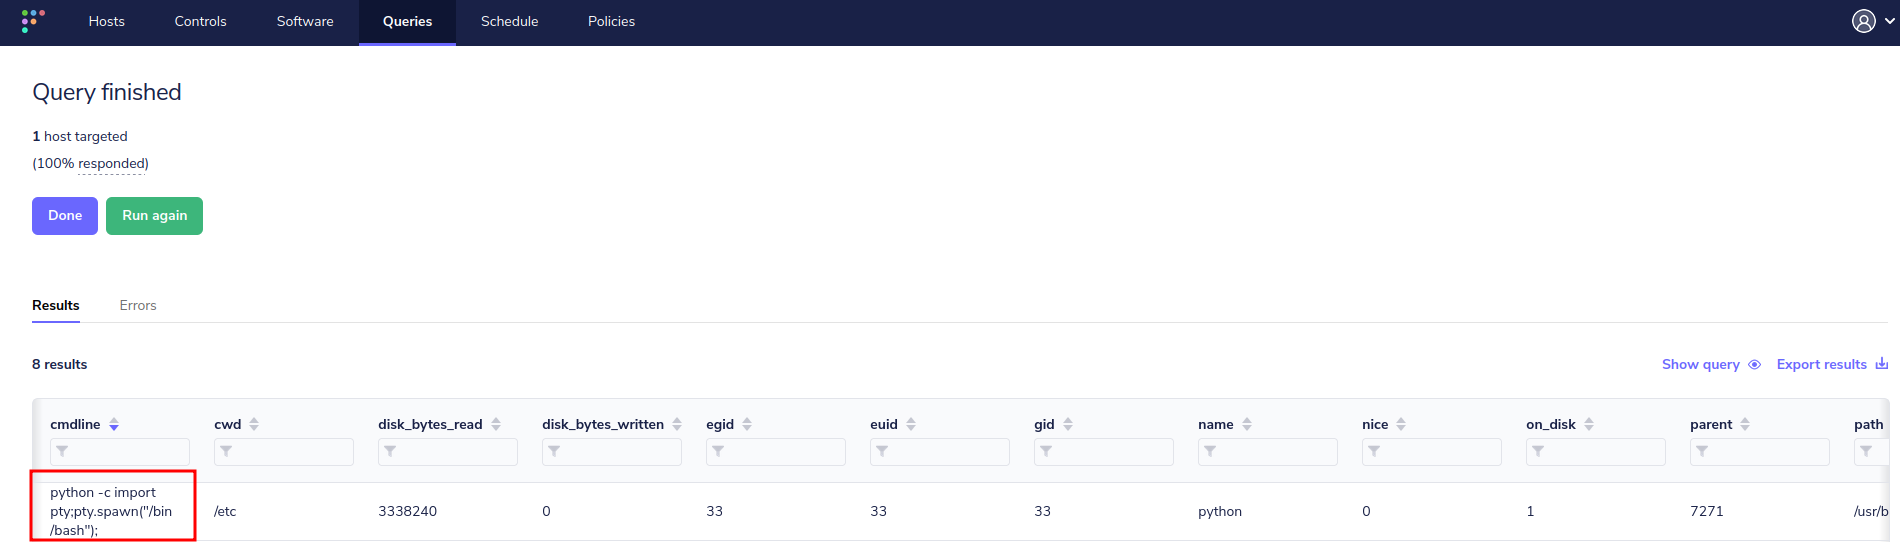 Hosts Controls Software Queries Schedule Policies
Query finished
1 host targeted
(100% responded)
Done Run again
Results Errors
8 results Show query Export results
cmdline cwd disk_bytes_read disk_bytes_written egid euid gid name nice on_disk parent path
python -c import
pty;pty.spawn("/bin
/bash");
/etc 3338240 0 33 33 33 python 0 1 7271 /usr/b